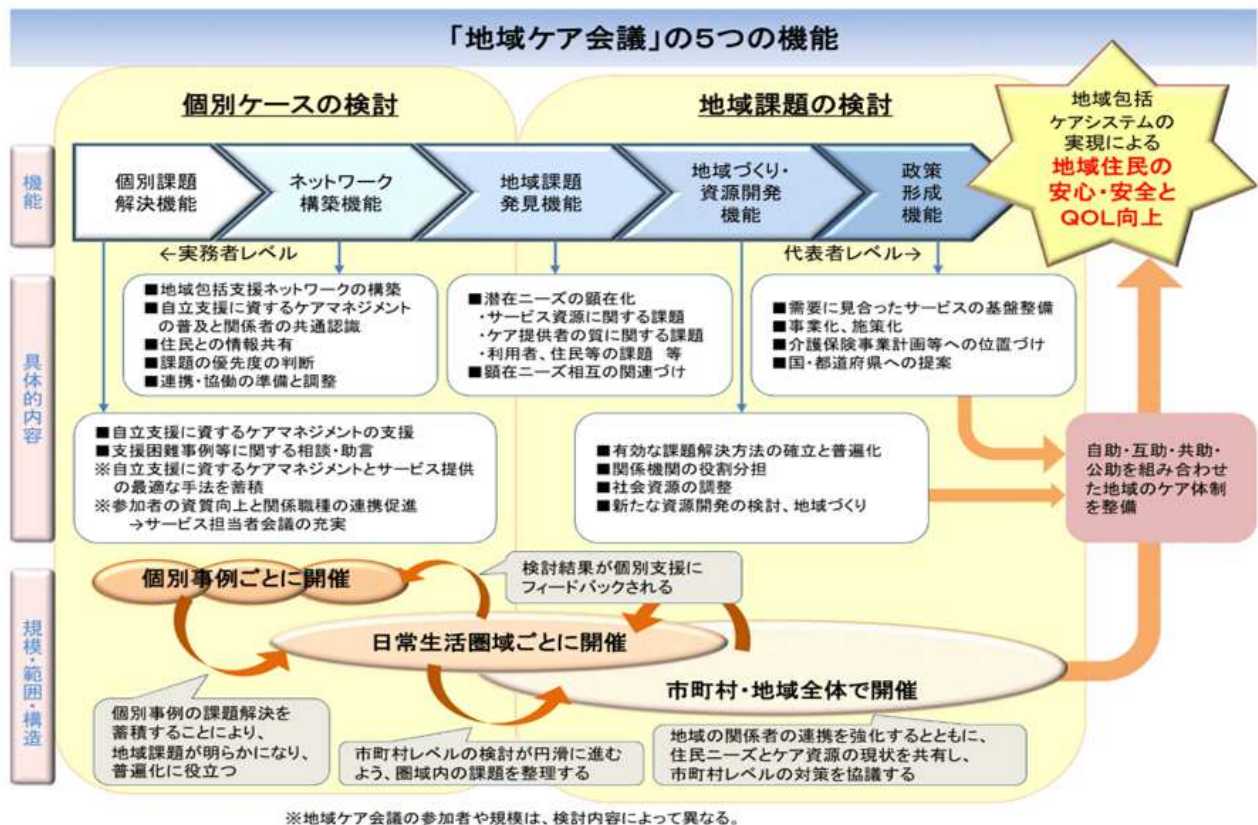 「地域ケア会議」の5つの機能
個別ケースの検討
地域課題の検討
地域包括
ケアシステムの
実現による
地域住民の
安心・安全と
QOL向上
機能
個別課題
解決機能
ネットワーク
構築機能
地域課題
発見機能
地域づくり・
資源開発
機能
政策
形成
機能
←実務者レベル
代表者レベル→
具体的内容
■地域包括支援ネットワークの構築
■自立支援に資するケアマネジメント
の普及と関係者の共通認識
■住民との情報共有
■課題の優先度の判断
■連携・協働の準備と調整
■潜在ニーズの顕在化
・サービス資源に関する課題
・ケア提供者の質に関する課題
・利用者、住民等の課題 等
■顕在ニーズ相互の関連づけ
■需要に見合ったサービスの基盤整備
■事業化、施策化
■介護保険事業計画等への位置づけ
■国・都道府県への提案
■自立支援に資するケアマネジメントの支援
■支援困難事例等に関する相談・助言
※自立支援に資するケアマネジメントとサービス提供
の最適な手法を蓄積
※参加者の資質向上と関係職種の連携促進
→サービス担当者会議の充実
■有効な課題解決方法の確立と普遍化
■関係機関の役割分担
■社会資源の調整
■新たな資源開発の検討、地域づくり
自助・互助・共助・
公助を組み合わせ
た地域のケア体制
を整備
規模・範囲・構造
個別事例ごとに開催
検討結果が個別支援に
フィードバックされる
日常生活圏域ごとに開催
市町村・地域全体で開催
個別事例の課題解決を
蓄積することにより、
地域課題が明らかになり、
普遍化に役立つ
市町村レベルの検討が円滑に進む
よう、圏域内の課題を整理する
地域の関係者の連携を強化するとともに、
住民ニーズとケア資源の現状を共有し、
市町村レベルの対策を協議する
※地域ケア会議の参加者や規模は、検討内容によって異なる。